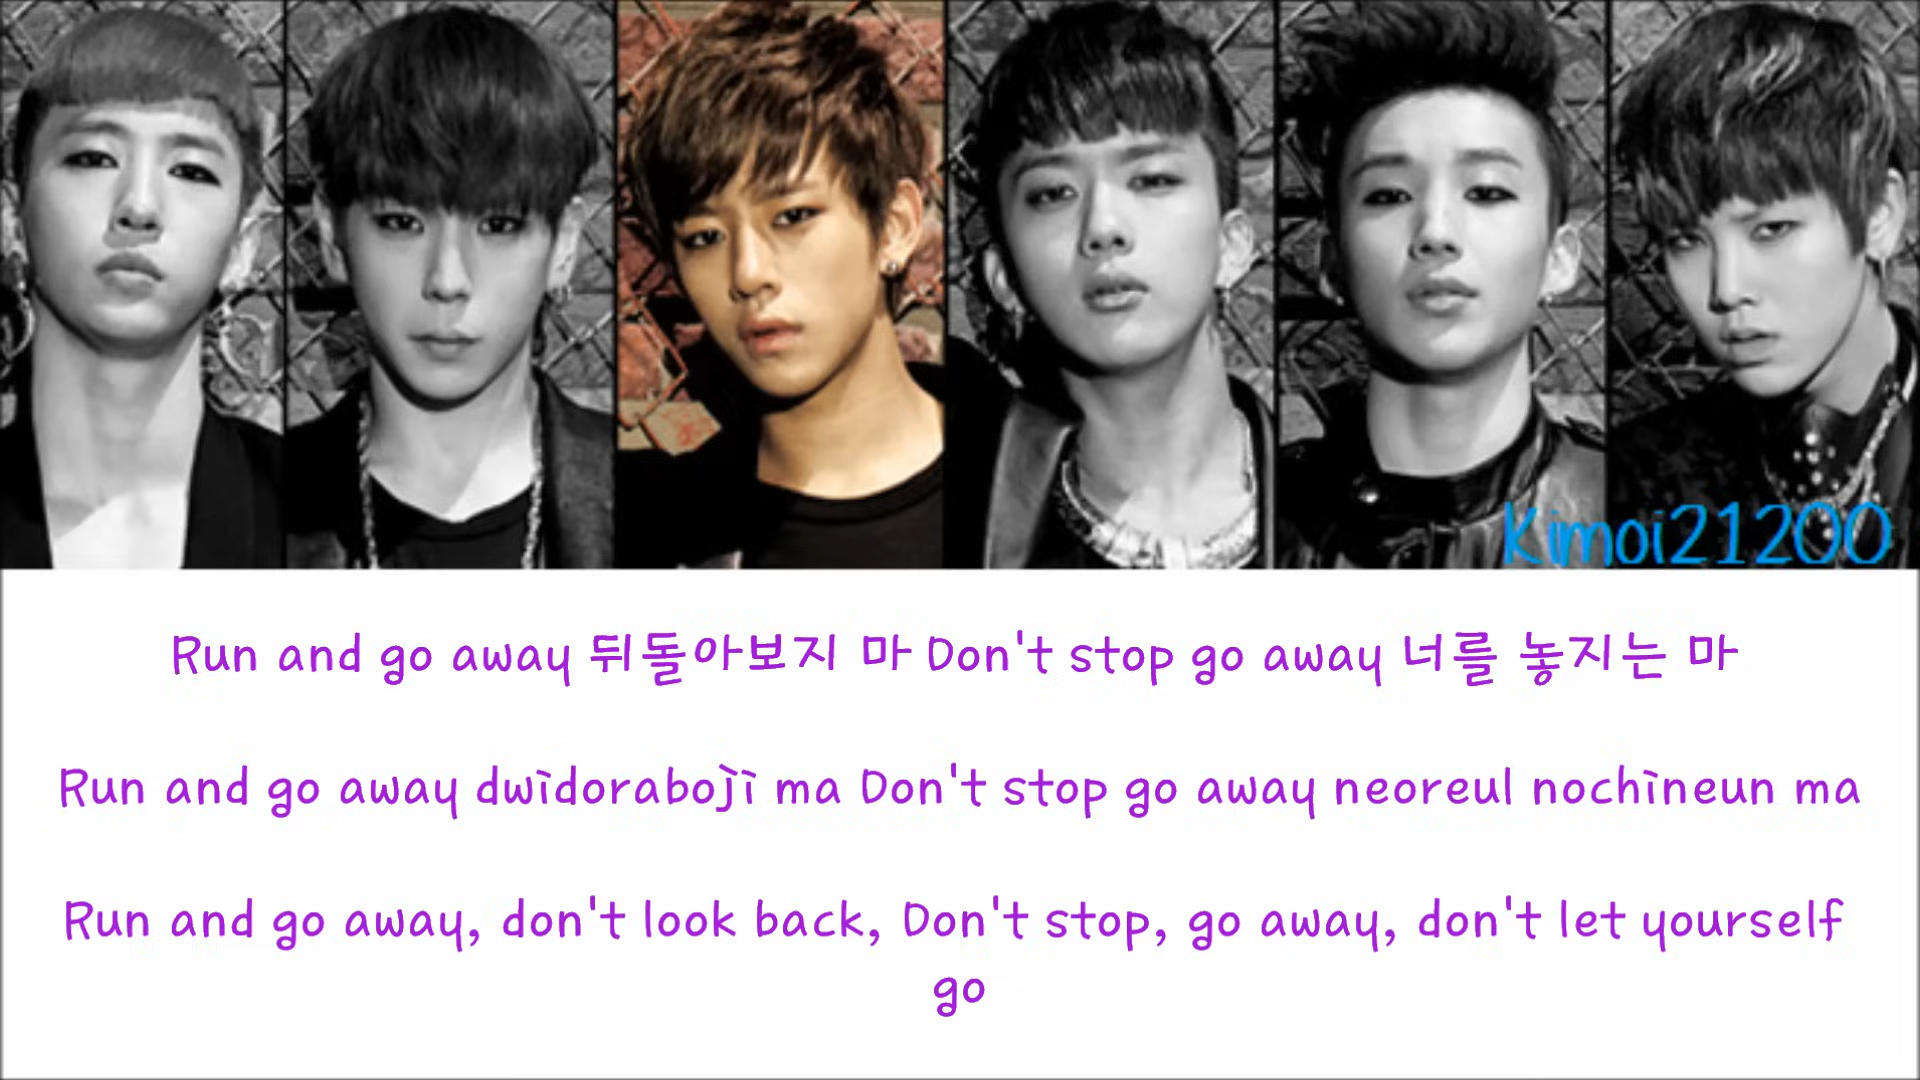 Kimoi21200
Run and go away 뒤돌아보지 마 Don't stop go away 너를 놓지는 마
Run and go away dwidoraboji ma Don't stop go away neoreul nochineun ma
Run and go away, don't look back, Don't stop, go away, don't let yourself
go